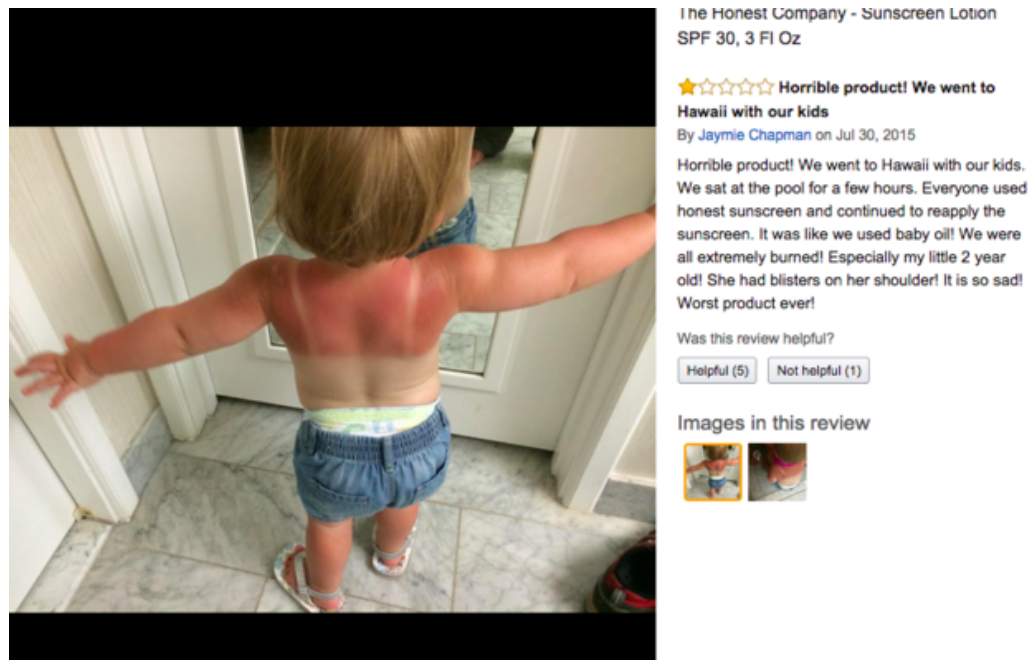 The Honest Company - Sunscreen Lotion
SPF 30, 3 Fl Oz
Horrible product! We went to
Hawaii with our kids
By Jaymie Chapman on Jul 30, 2015
Horrible product! We went to Hawaii with our kids.
We sat at the pool for a few hours. Everyone used
honest sunscreen and continued to reapply the
sunscreen. It was like we used baby oil! We were
all extremely burned! Especially my little 2 year
old! She had blisters on her shoulder! It is so sad!
Worst product ever!
Was this review helpful?
Helpful (5) Not helpful (1)
Images in this review